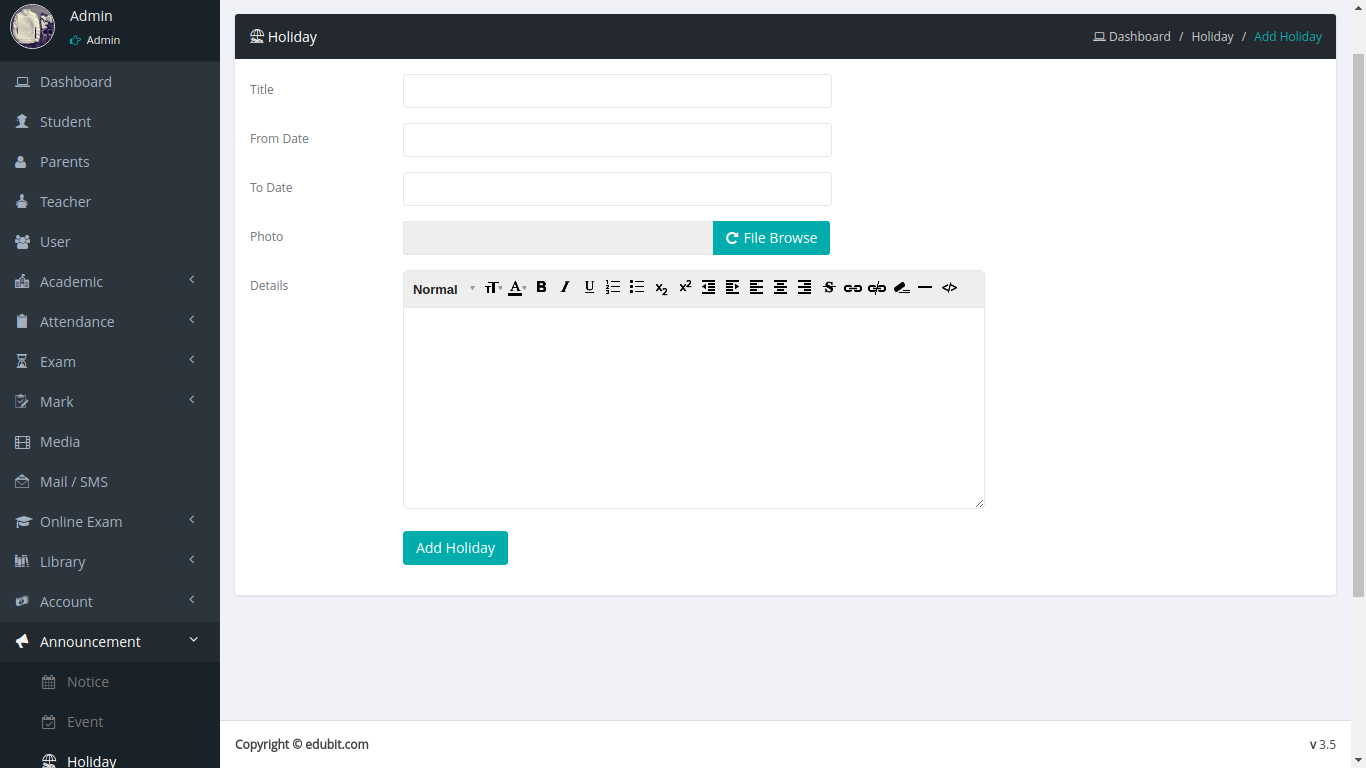 Admin
Admin
Dashboard
Student
Parents
Teacher
User
Academic
Attendance
Exam
Mark
Media
Mail / SMS
Online Exam
Library
Account
Announcement
Notice
Event
Holiday
Holiday
Dashboard / Holiday / Add Holiday
Title
From Date
To Date
Photo
File Browse
Details
Normal
Add Holiday
Copyright © edubit.com
v 3.5